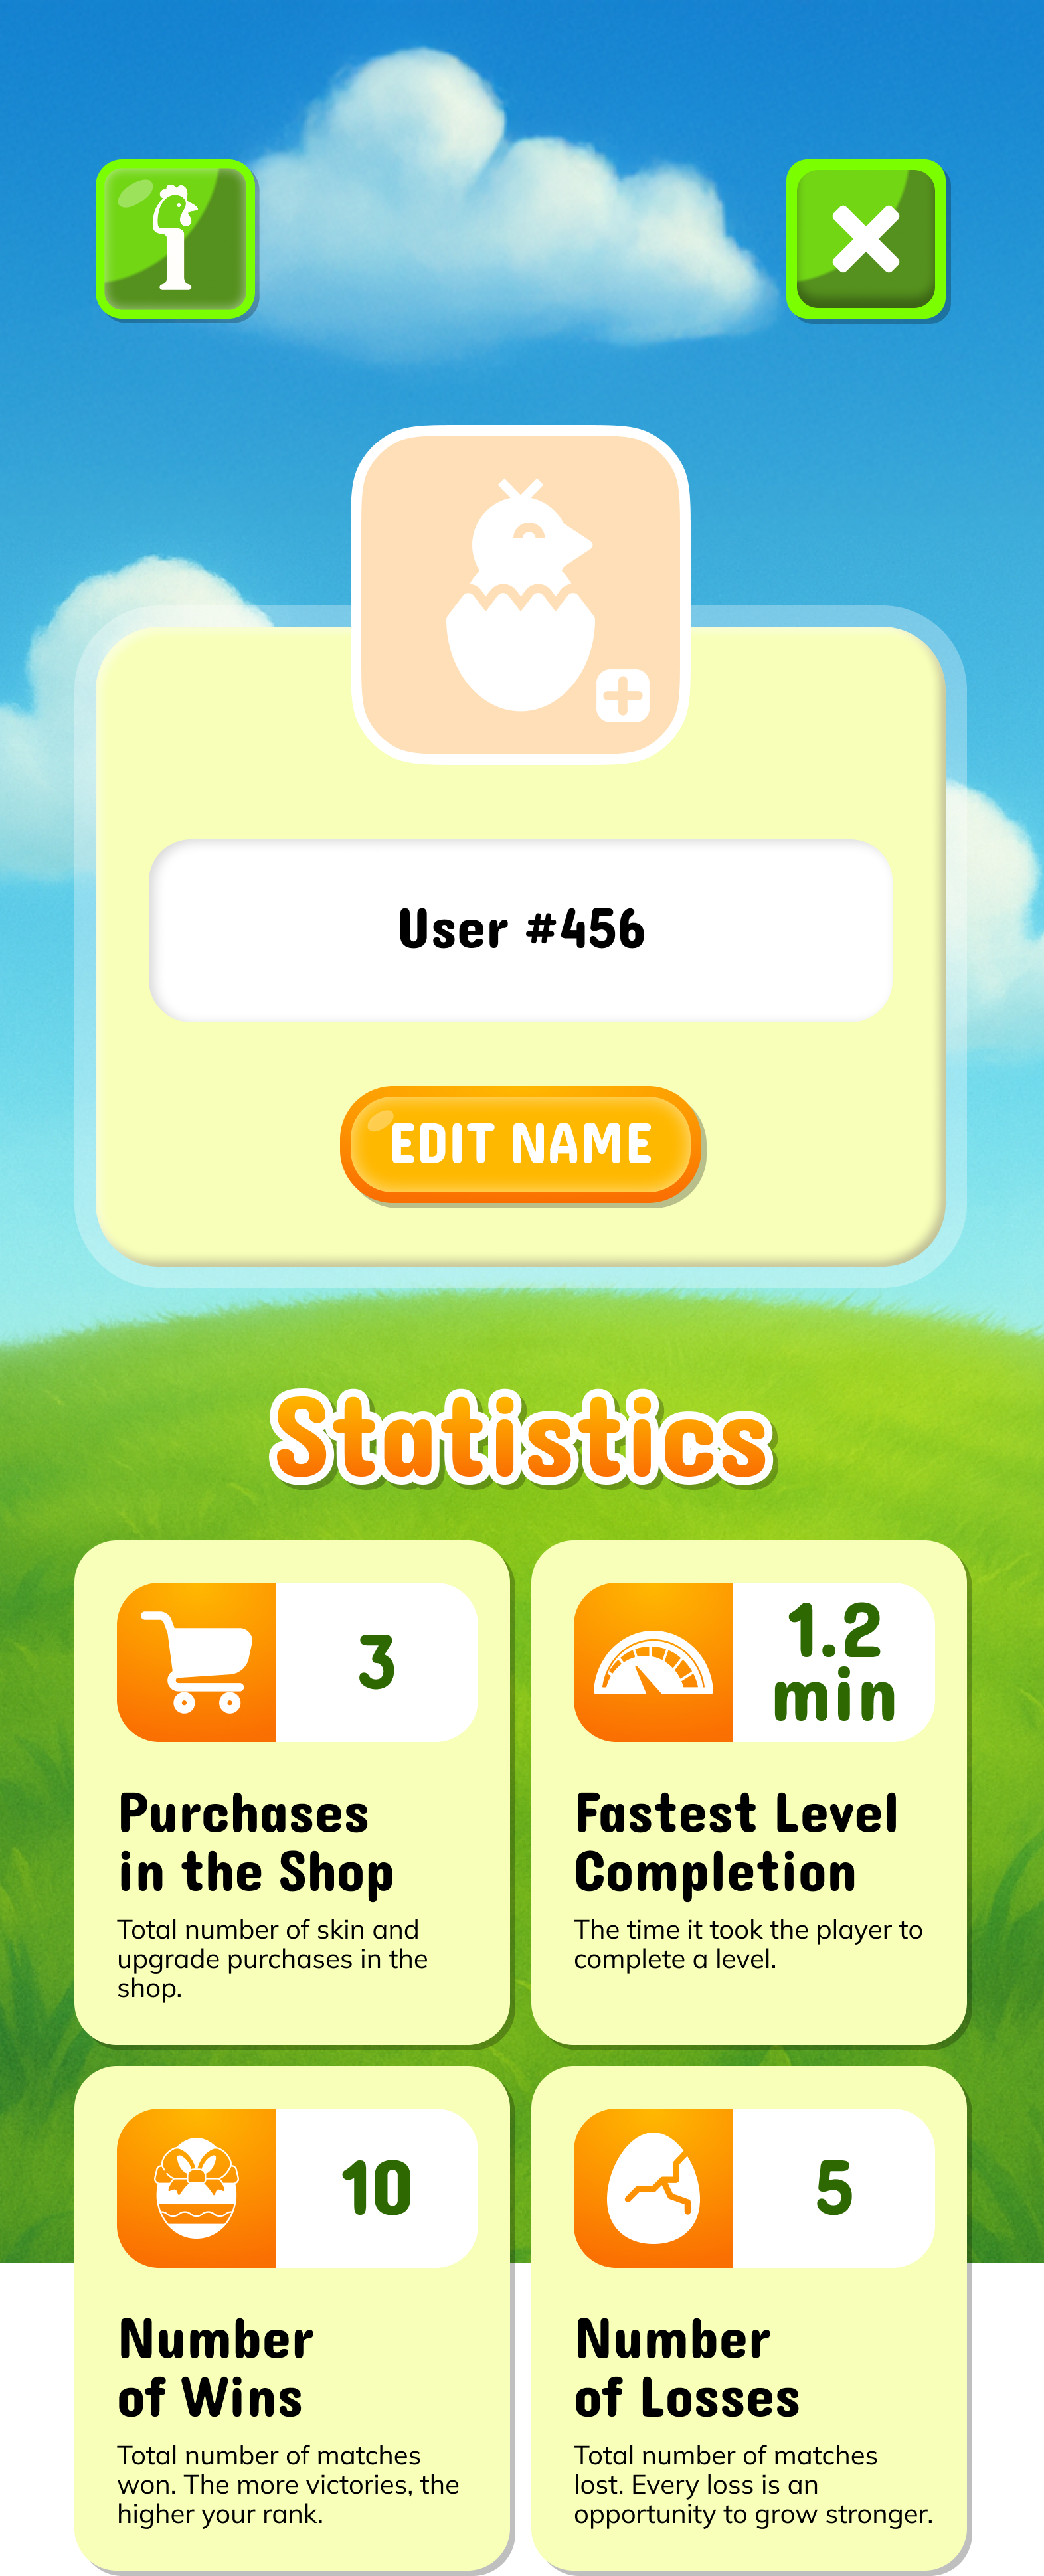 User #456
EDIT NAME
Statistics
3
Purchases
in the Shop
Total number of skin and
upgrade purchases in the
shop.
1.2
min
Fastest Level
Completion
The time it took the player to
complete a level.
10
Number
of Wins
Total number of matches
won. The more victories, the
higher your rank.
5
Number
of Losses
Total number of matches
lost. Every loss is an
opportunity to grow stronger.